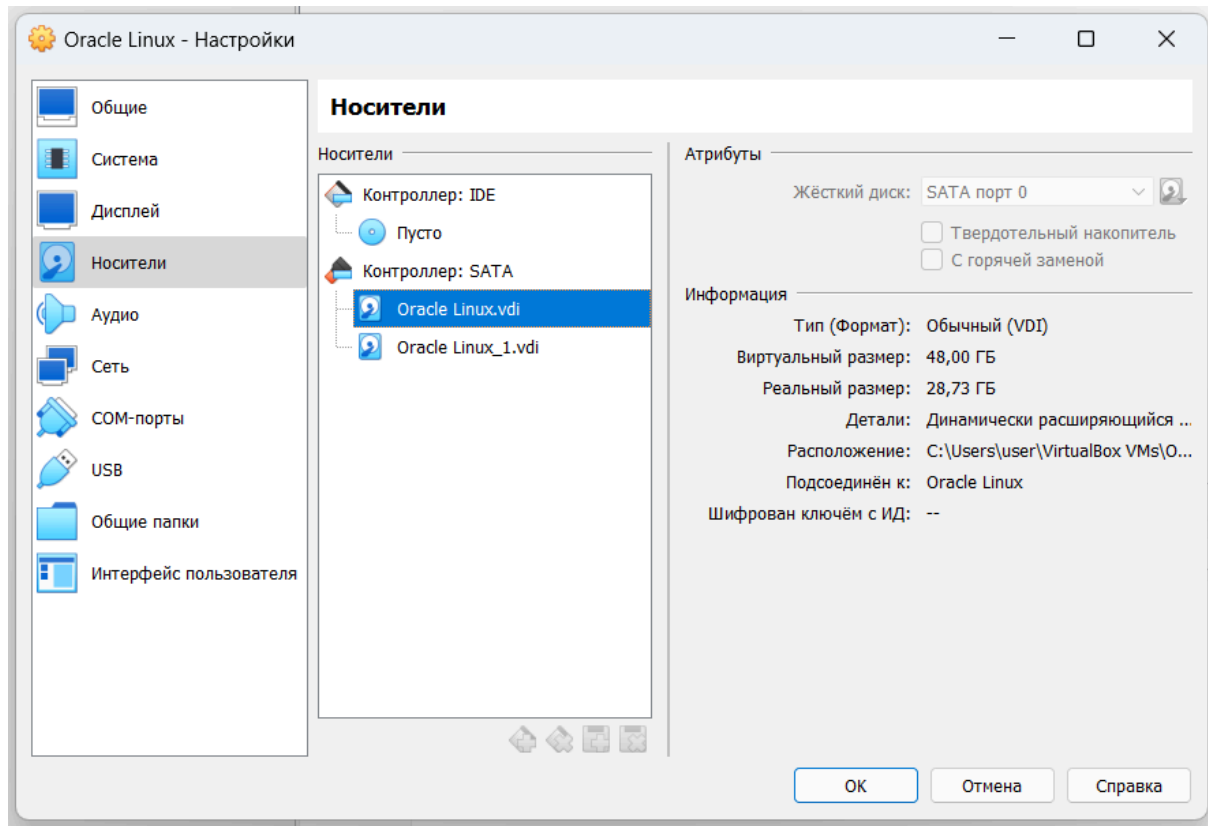 Oracle Linux - Настройки
Общие
Система
Дисплей
Носители
Аудио
Сеть
COM-порты
USB
Общие папки
Интерфейс пользователя
Носители
Носители
Контроллер: IDE
Пусто
Контроллер: SATA
Oracle Linux.vdi
Oracle Linux_1.vdi
Атрибуты
Жёсткий диск: SATA порт 0
Твердотельный накопитель
С горячей заменой
Информация
Тип (Формат): Обычный (VDI)
Виртуальный размер: 48,00 ГБ
Реальный размер: 28,73 ГБ
Детали: Динамически расширяющийся ...
Расположение: C:\Users\user\VirtualBox VMs\O...
Подсоединён к: Oracle Linux
Шифрован ключём с ИД: --
OK Отмена Справка